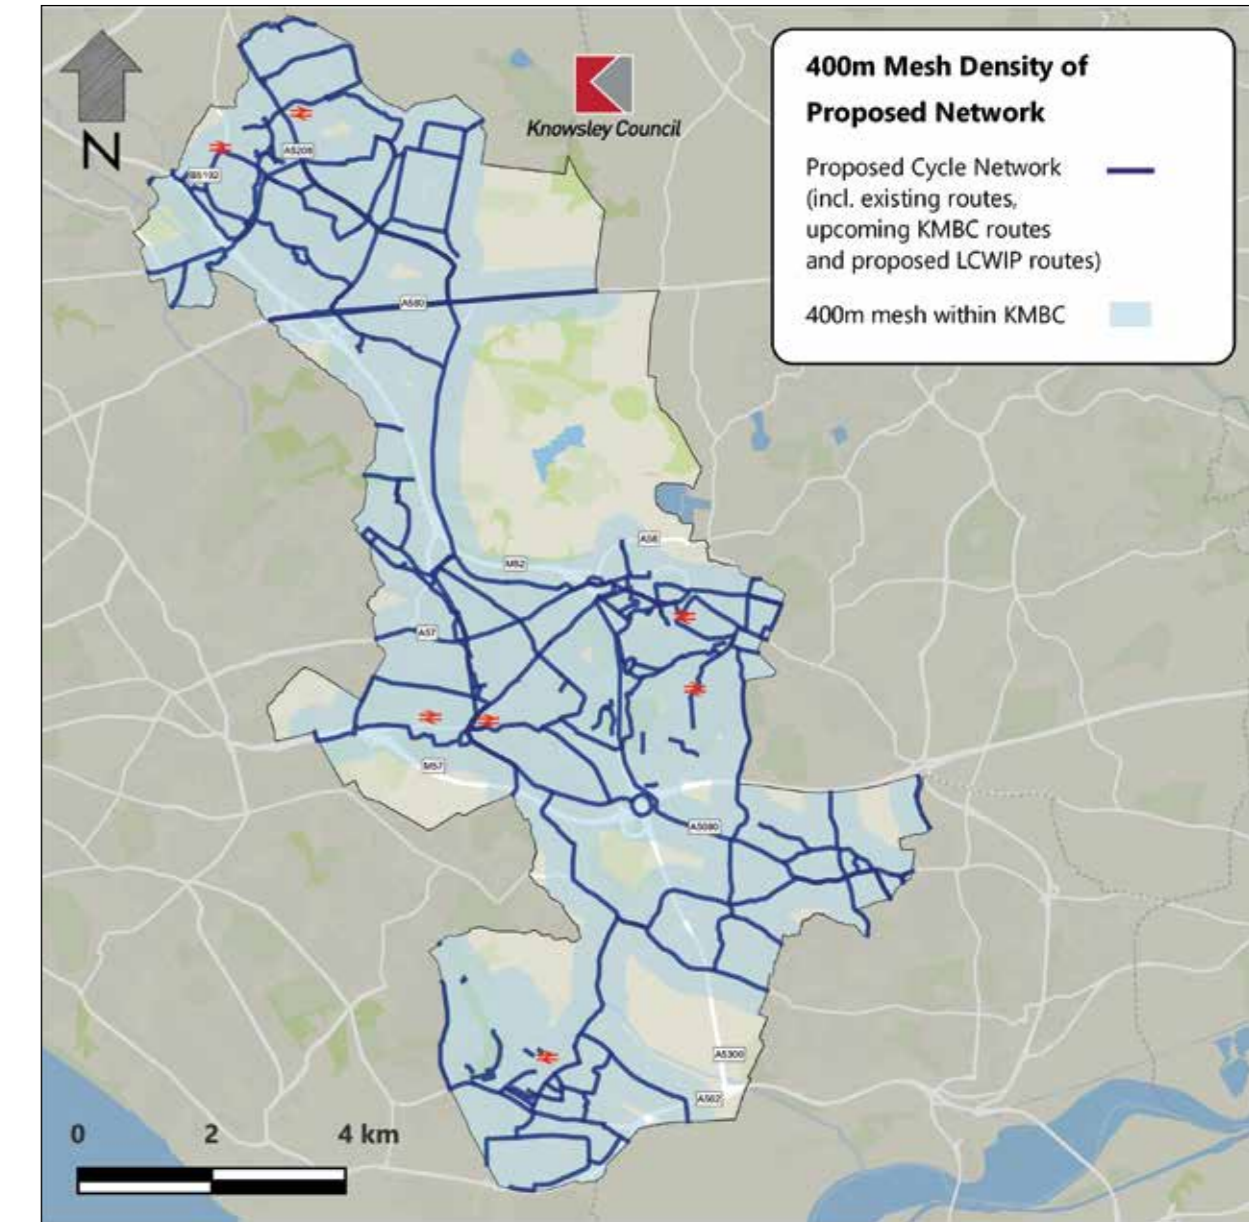 400m Mesh Density of
Proposed Network
Proposed Cycle Network
(incl. existing routes,
upcoming KMBC routes
and proposed LCWIP routes)
400m mesh within KMBC
Knowsley Council
N
A5208
B5192
A580
A58
M62
A57
M57
A5080
A5300
A562
0 2 4 km